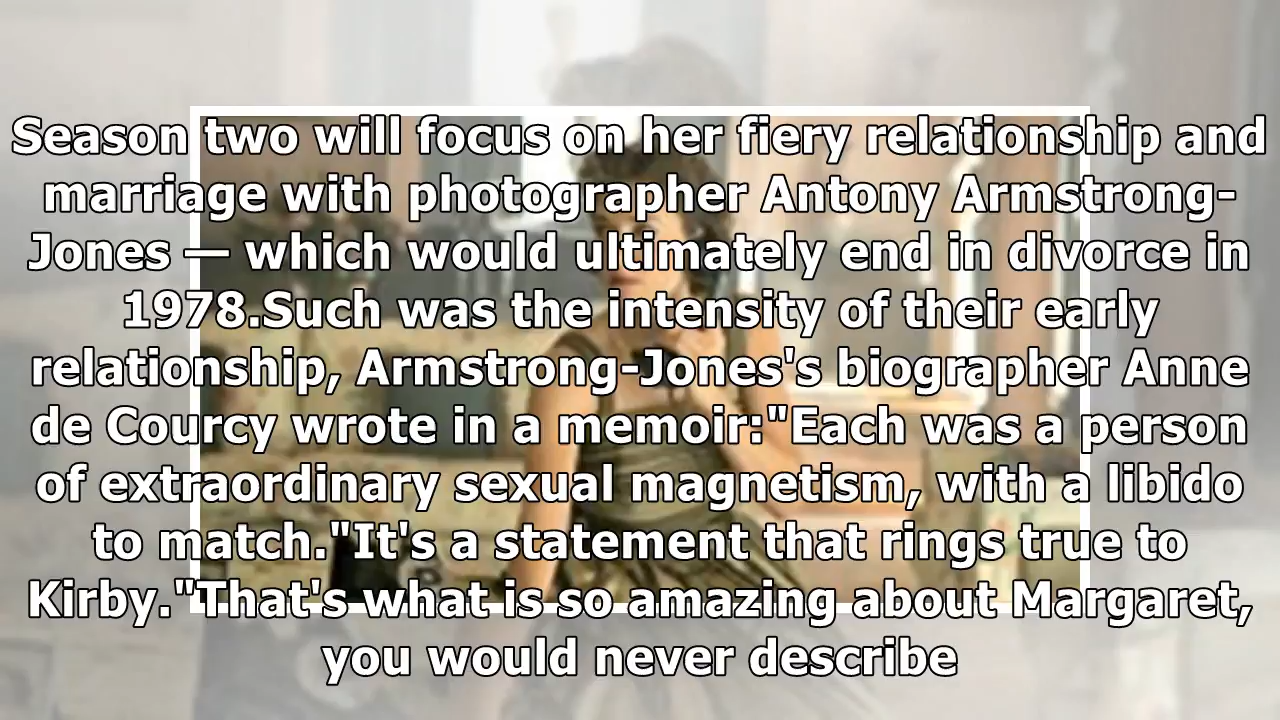 Season two will focus on her fiery relationship and
marriage with photographer Antony Armstrong-
Jones — which would ultimately end in divorce in
1978.Such was the intensity of their early
relationship, Armstrong-Jones's biographer Anne
de Courcy wrote in a memoir:"Each was a person
of extraordinary sexual magnetism, with a libido
to match."It's a statement that rings true to
Kirby."That's what is so amazing about Margaret,
you would never describe